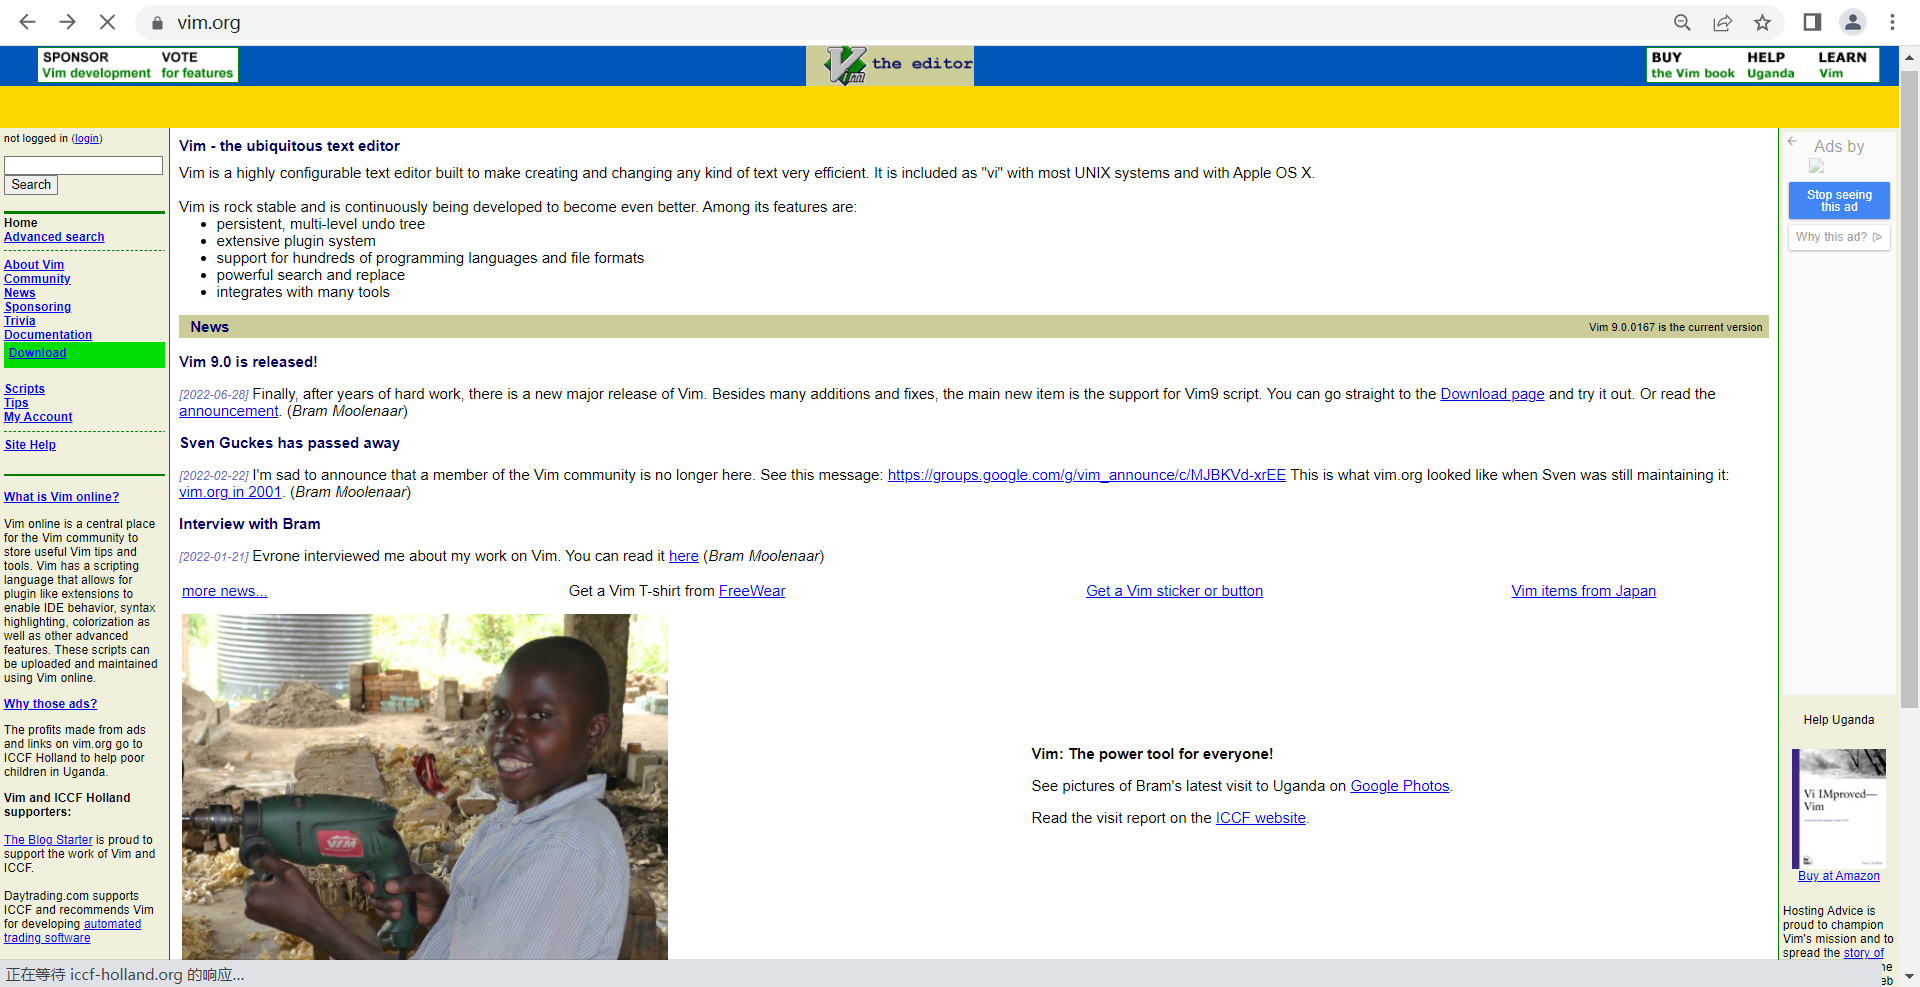 vim.org
SPONSOR VOTE
Vim development for features
Vim the editor
BUY HELP LEARN
the Vim book Uganda Vim
not logged in (login)
Search
Home
Advanced search
About Vim
Community
News
Sponsoring
Trivia
Documentation
Download
Scripts
Tips
My Account
Site Help
What is Vim online?
Vim online is a central place
for the Vim community to
store useful Vim tips and
tools. Vim has a scripting
language that allows for
plugin like extensions to
enable IDE behavior, syntax
highlighting, colorization as
well as other advanced
features. These scripts can
be uploaded and maintained
using Vim online.
Why those ads?
The profits made from ads
and links on vim.org go to
ICCF Holland to help poor
children in Uganda.
Vim and ICCF Holland
supporters:
The Blog Starter is proud to
support the work of Vim and
ICCF.
Daytrading.com supports
ICCF and recommends Vim
for developing automated
trading software
Vim - the ubiquitous text editor
Vim is a highly configurable text editor built to make creating and changing any kind of text very efficient. It is included as "vi" with most UNIX systems and with Apple OS X.
Vim is rock stable and is continuously being developed to become even better. Among its features are:
persistent, multi-level undo tree
extensive plugin system
support for hundreds of programming languages and file formats
powerful search and replace
integrates with many tools
News Vim 9.0.0167 is the current version
Vim 9.0 is released!
[2022-06-28] Finally, after years of hard work, there is a new major release of Vim. Besides many additions and fixes, the main new item is the support for Vim9 script. You can go straight to the Download page and try it out. Or read the
announcement. (Bram Moolenaar)
Sven Guckes has passed away
[2022-02-22] I'm sad to announce that a member of the Vim community is no longer here. See this message: https://groups.google.com/g/vim_announce/c/MJBKVd-xrEE This is what vim.org looked like when Sven was still maintaining it:
vim.org in 2001. (Bram Moolenaar)
Interview with Bram
[2022-01-21] Evrone interviewed me about my work on Vim. You can read it here (Bram Moolenaar)
more news... Get a Vim T-shirt from FreeWear Get a Vim sticker or button Vim items from Japan
VIM
Vim: The power tool for everyone!
See pictures of Bram's latest visit to Uganda on Google Photos.
Read the visit report on the ICCF website.
Ads by
Stop seeing
this ad
Why this ad?
Help Uganda
Vi IMproved—
Vim
Buy at Amazon
Hosting Advice is
proud to champion
Vim's mission and to
spread the story of
正在等待 iccf-holland.org 的响应...